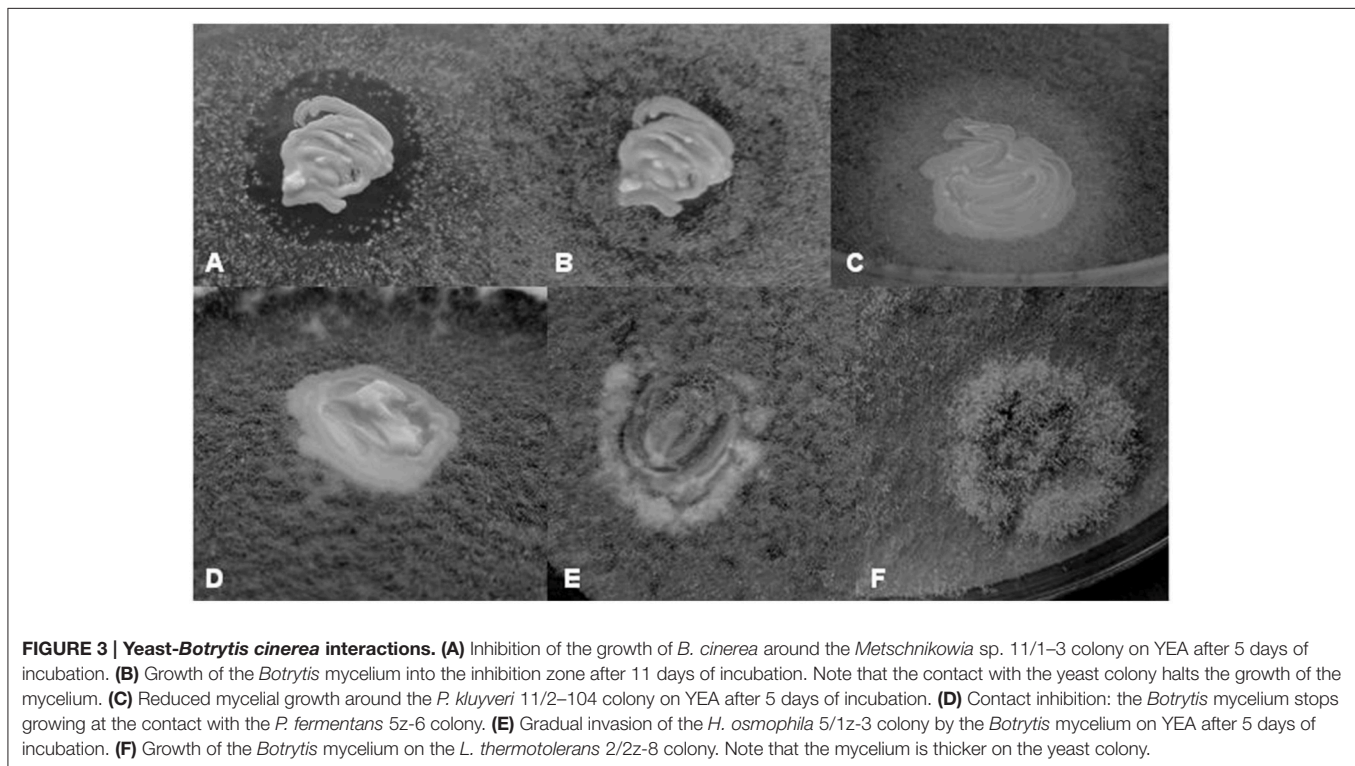 A
B
C
D
E
F
FIGURE 3 | Yeast-Botrytis cinerea interactions. (A) Inhibition of the growth of B. cinerea around the Metschnikowia sp. 11/1–3 colony on YEA after 5 days of
incubation. (B) Growth of the Botrytis mycelium into the inhibition zone after 11 days of incubation. Note that the contact with the yeast colony halts the growth of the
mycelium. (C) Reduced mycelial growth around the P. kluyveri 11/2–104 colony on YEA after 5 days of incubation. (D) Contact inhibition: the Botrytis mycelium stops
growing at the contact with the P. fermentans 5z-6 colony. (E) Gradual invasion of the H. osmophila 5/1z-3 colony by the Botrytis mycelium on YEA after 5 days of
incubation. (F) Growth of the Botrytis mycelium on the L. thermotolerans 2/2z-8 colony. Note that the mycelium is thicker on the yeast colony.